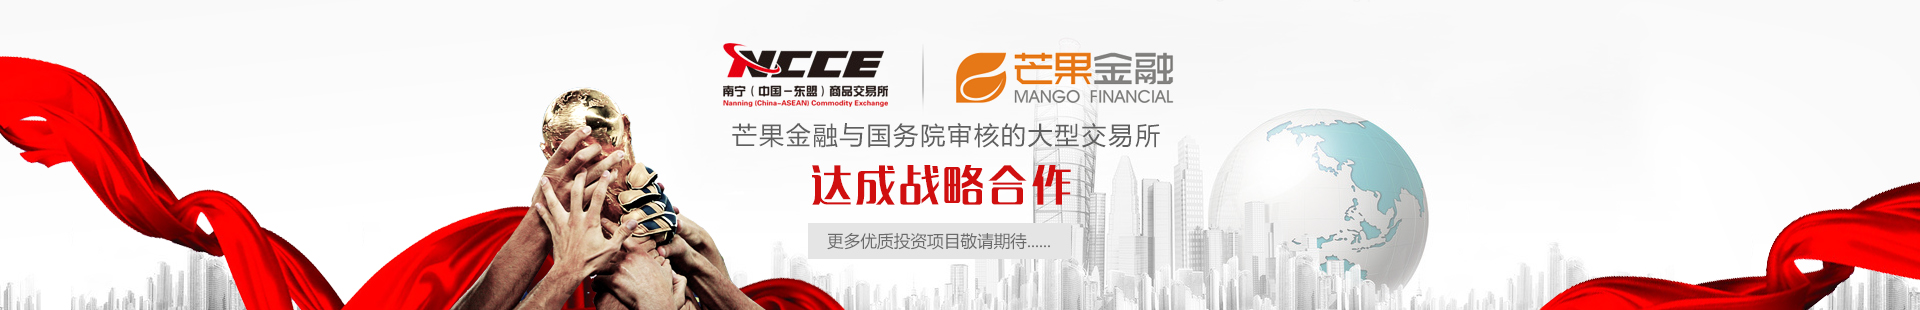 NCCE
南宁（中国－东盟）商品交易所
Nanning (China-ASEAN) Commodity Exchange
芒果金融
MANGO FINANCIAL
芒果金融与国务院审核的大型交易所
达成战略合作
更多优质投资项目敬请期待......